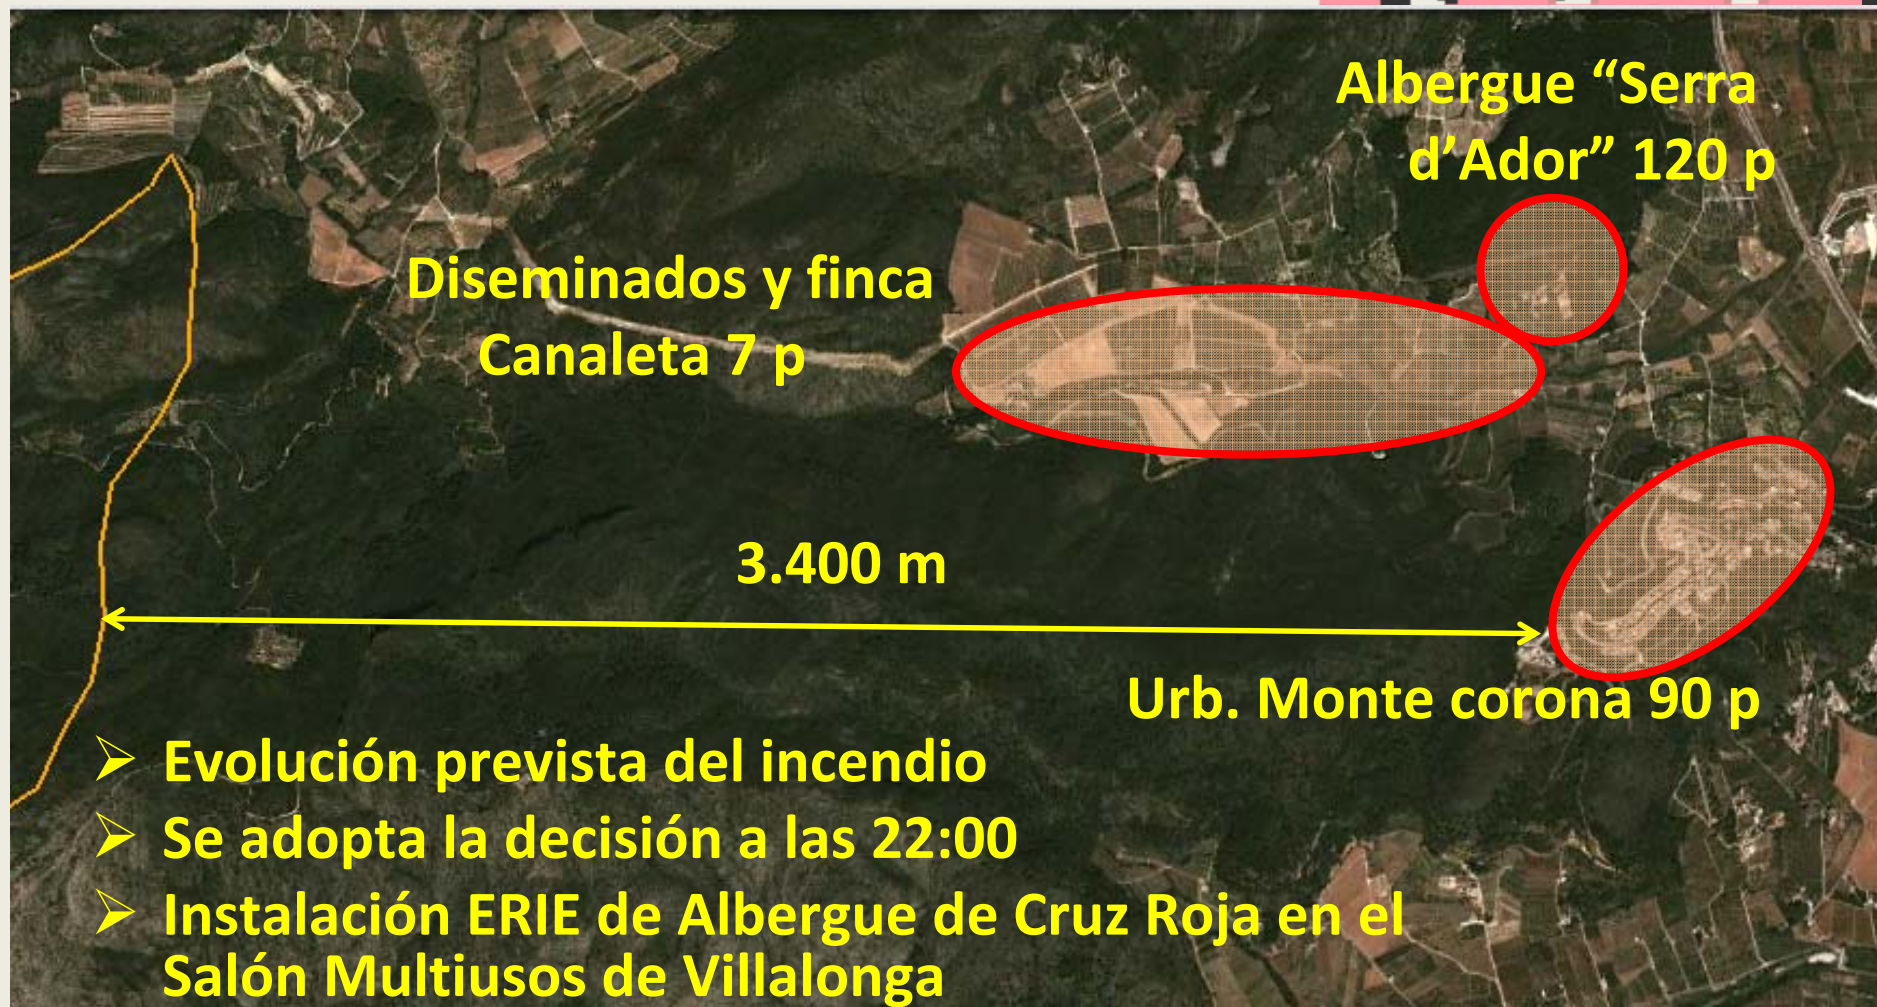 Albergue “Serra
d’Ador” 120 p
Diseminados y finca
Canaleta 7 p
3.400 m
Urb. Monte corona 90 p
➢ Evolución prevista del incendio
➢ Se adopta la decisión a las 22:00
➢ Instalación ERIE de Albergue de Cruz Roja en el
Salón Multiusos de Villalonga